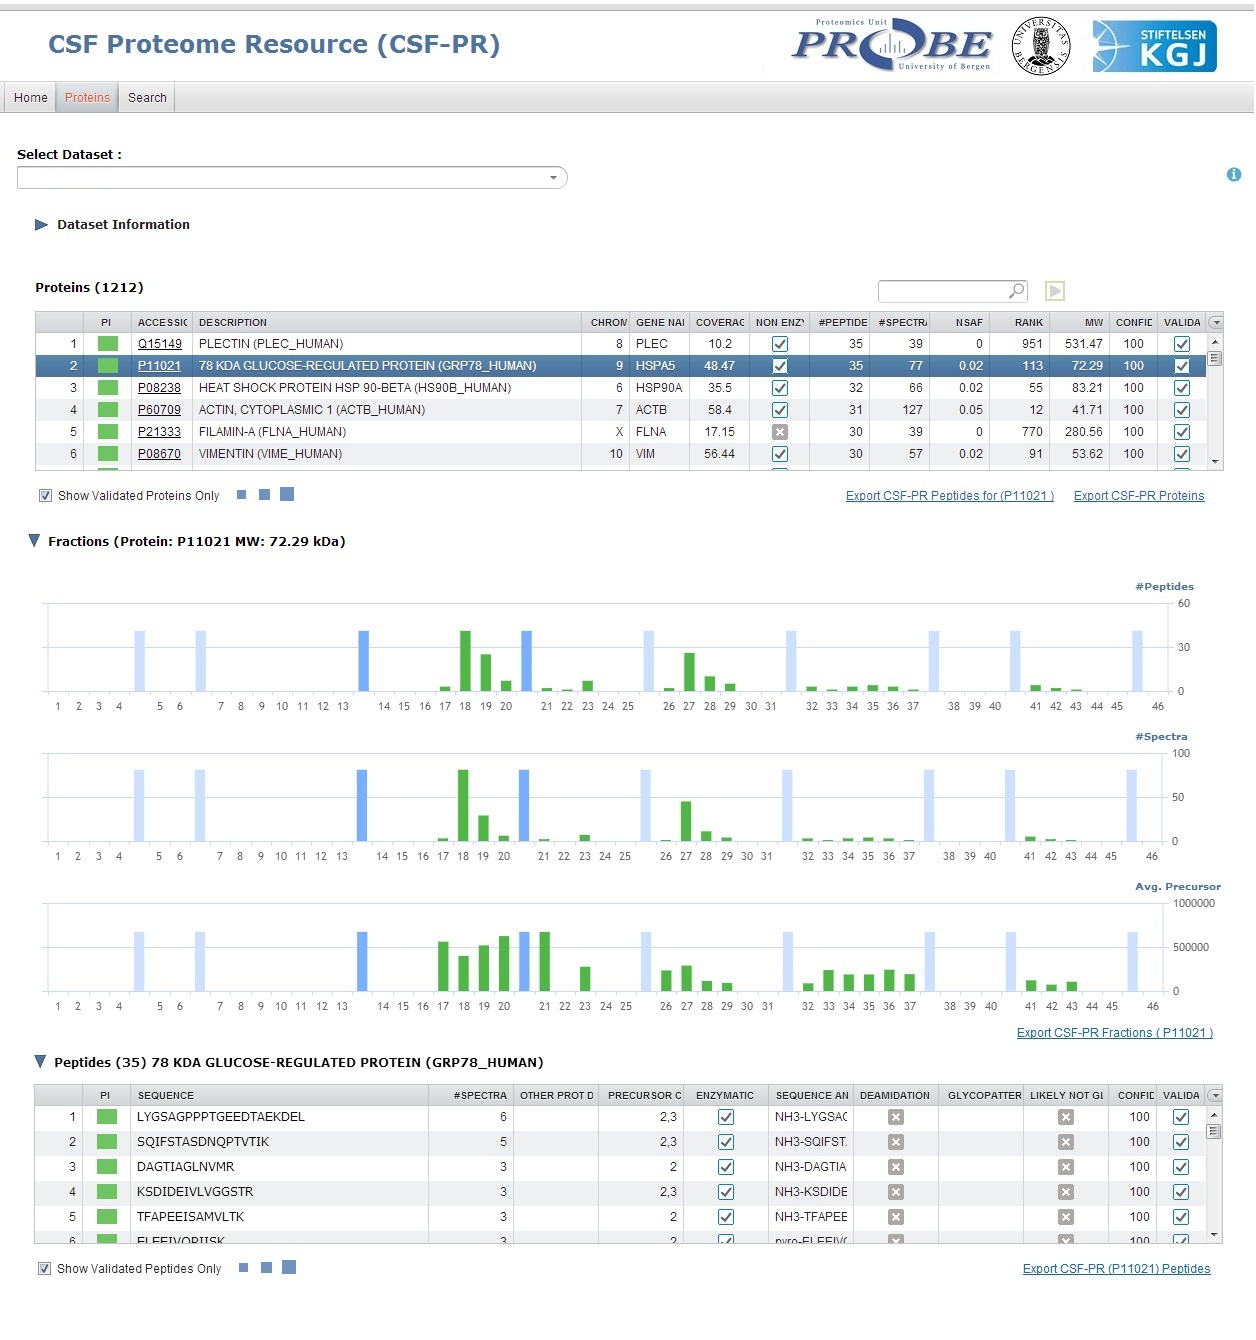 CSF Proteome Resource (CSF-PR)
Proteomics Unit
PROBE
University of Bergen
UNIVERSITAS BERGENSIS
STIFTELSEN
KGJ
Home Proteins Search
Select Dataset :
Dataset Information
Proteins (1212)
PI ACCESSIC DESCRIPTION CHROM GENE NAI COVERAC NON ENZY #PEPTIDE #SPECTRA NSAF RANK MW CONFID VALIDA
1 Q15149 PLECTIN (PLEC_HUMAN) 8 PLEC 10.2 35 39 0 951 531.47 100
2 P11021 78 KDA GLUCOSE-REGULATED PROTEIN (GRP78_HUMAN) 9 HSPA5 48.47 35 77 0.02 113 72.29 100
3 P08238 HEAT SHOCK PROTEIN HSP 90-BETA (HS90B_HUMAN) 6 HSP90A 35.5 32 66 0.02 55 83.21 100
4 P60709 ACTIN, CYTOPLASMIC 1 (ACTB_HUMAN) 7 ACTB 58.4 31 127 0.05 12 41.71 100
5 P21333 FILAMIN-A (FLNA_HUMAN) X FLNA 17.15 30 39 0 770 280.56 100
6 P08670 VIMENTIN (VIME_HUMAN) 10 VIM 56.44 30 57 0.02 91 53.62 100
Show Validated Proteins Only Export CSF-PR Peptides for (P11021 ) Export CSF-PR Proteins
Fractions (Protein: P11021 MW: 72.29 kDa)
#Peptides
60
30
0
1 2 3 4 5 6 7 8 9 10 11 12 13 14 15 16 17 18 19 20 21 22 23 24 25 26 27 28 29 30 31 32 33 34 35 36 37 38 39 40 41 42 43 44 45 46
#Spectra
100
50
0
1 2 3 4 5 6 7 8 9 10 11 12 13 14 15 16 17 18 19 20 21 22 23 24 25 26 27 28 29 30 31 32 33 34 35 36 37 38 39 40 41 42 43 44 45 46
Avg. Precursor
1000000
500000
0
1 2 3 4 5 6 7 8 9 10 11 12 13 14 15 16 17 18 19 20 21 22 23 24 25 26 27 28 29 30 31 32 33 34 35 36 37 38 39 40 41 42 43 44 45 46
Export CSF-PR Fractions ( P11021 )
Peptides (35) 78 KDA GLUCOSE-REGULATED PROTEIN (GRP78_HUMAN)
PI SEQUENCE #SPECTRA OTHER PROT D PRECURSOR C ENZYMATIC SEQUENCE AN DEAMIDATION GLYCOPATTER LIKELY NOT GL CONFID VALIDA
1 LYGSAGPPPTGEEDTAEKDEL 6 2,3 NH3-LYGSAC 100
2 SQIFSTASDNQPTVTIK 5 2,3 NH3-SQIFST. 100
3 DAGTIAGLNVMR 3 2 NH3-DAGTIA 100
4 KSDIDEIVLVGGSTR 3 2,3 NH3-KSDIDE 100
5 TFAPEEISAMVLTK 3 2 NH3-TFAPEE 100
6 ELEEIVQPIISK 3 2 pyro-ELEEIV( 100
Show Validated Peptides Only Export CSF-PR (P11021) Peptides